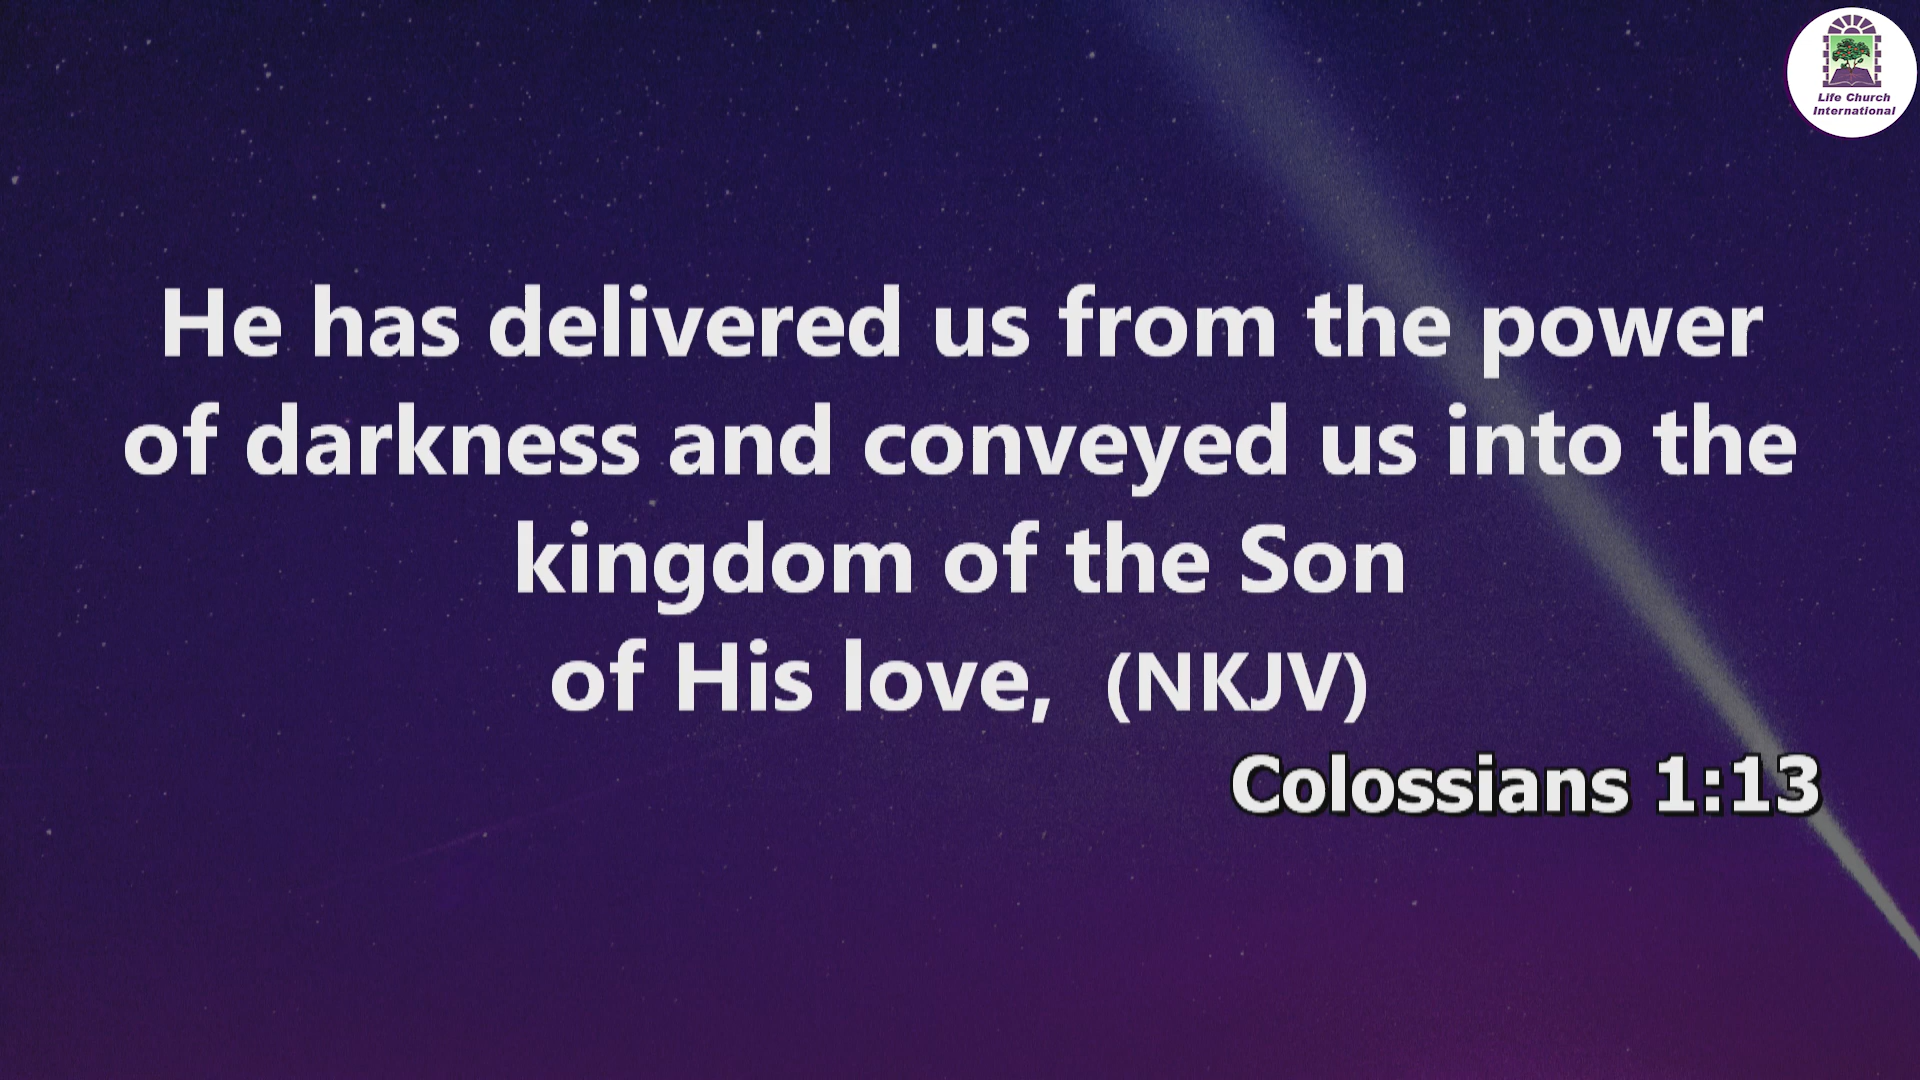 Life Church
International
He has delivered us from the power
of darkness and conveyed us into the
kingdom of the Son
of His love,  (NKJV)
Colossians 1:13